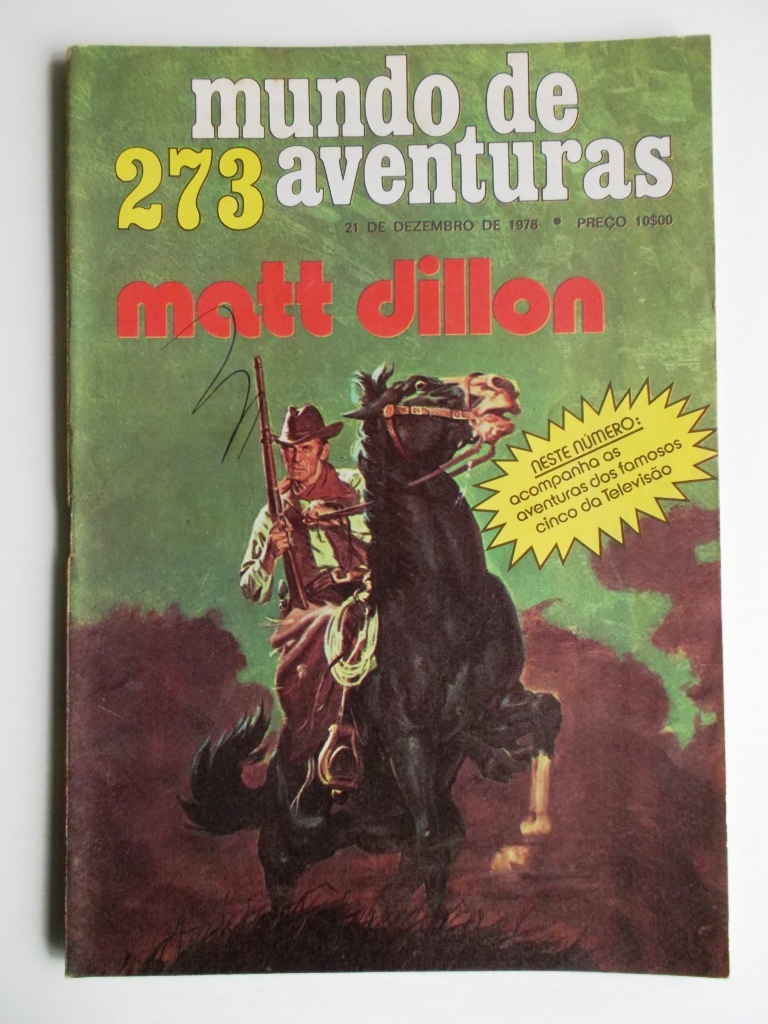 mundo de
273 aventuras
21 DE DEZEMBRO DE 1978 • PREÇO 10$00
matt dillon
NESTE NÚMERO:
acompanha as
aventuras dos famosos
cinco da Televisão